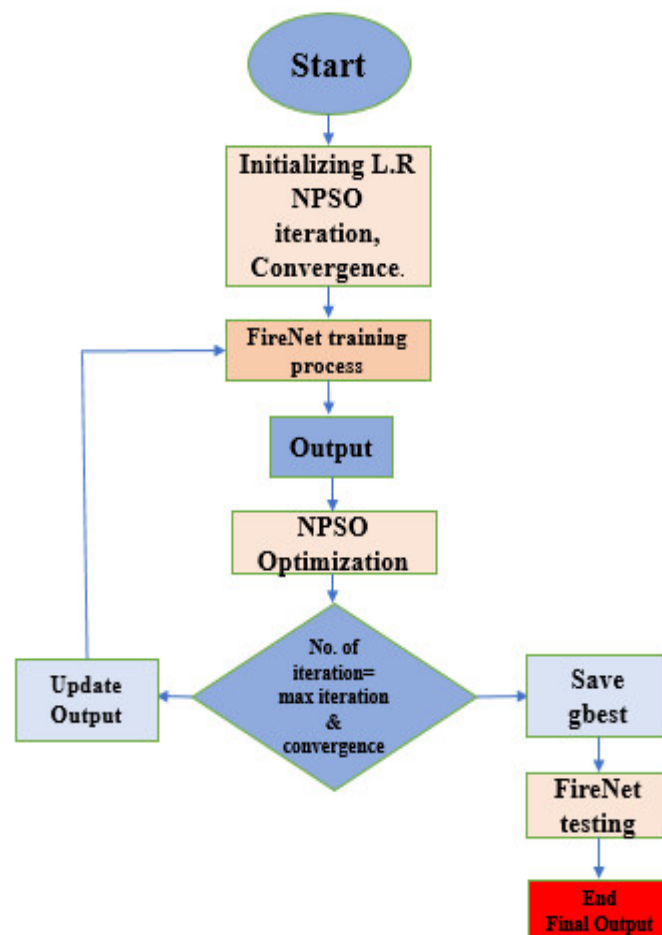 Start
Initializing L.R
NPSO
iteration,
Convergence.
FireNet training
process
Output
NPSO
Optimization
No. of
iteration=
max iteration
&
convergence
Update
Output
Save
gbest
FireNet
testing
End
Final Output